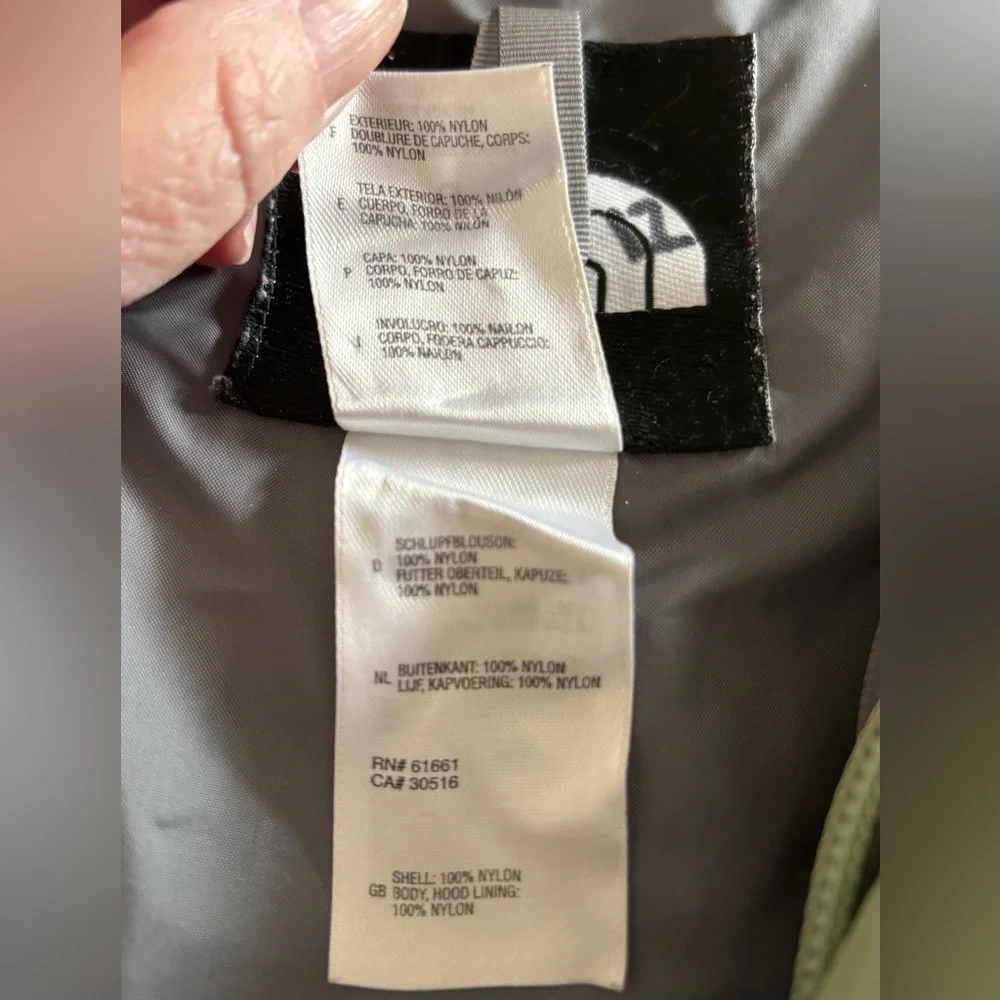 F EXTERIEUR: 100% NYLON
DOUBLURE DE CAPUCHE, CORPS:
100% NYLON
TELA EXTERIOR: 100% NILÓN
E CUERPO, FORRO DE LA
CAPUCHA: 100% NILON
CAPA: 100% NYLON
P CORPO, FORRO DE CAPUZ:
100% NYLON
INVOLUCRO: 100% NAILON
I CORPO, FODERA CAPPUCCIO:
100% NAILON
SCHLUPFBLOUSON:
D 100% NYLON
FUTTER OBERTEIL, KAPUZE:
100% NYLON
NL BUITENKANT: 100% NYLON
LIJF, KAPVOERING: 100% NYLON
RN# 61661
CA# 30516
SHELL: 100% NYLON
GB BODY, HOOD LINING:
100% NYLON